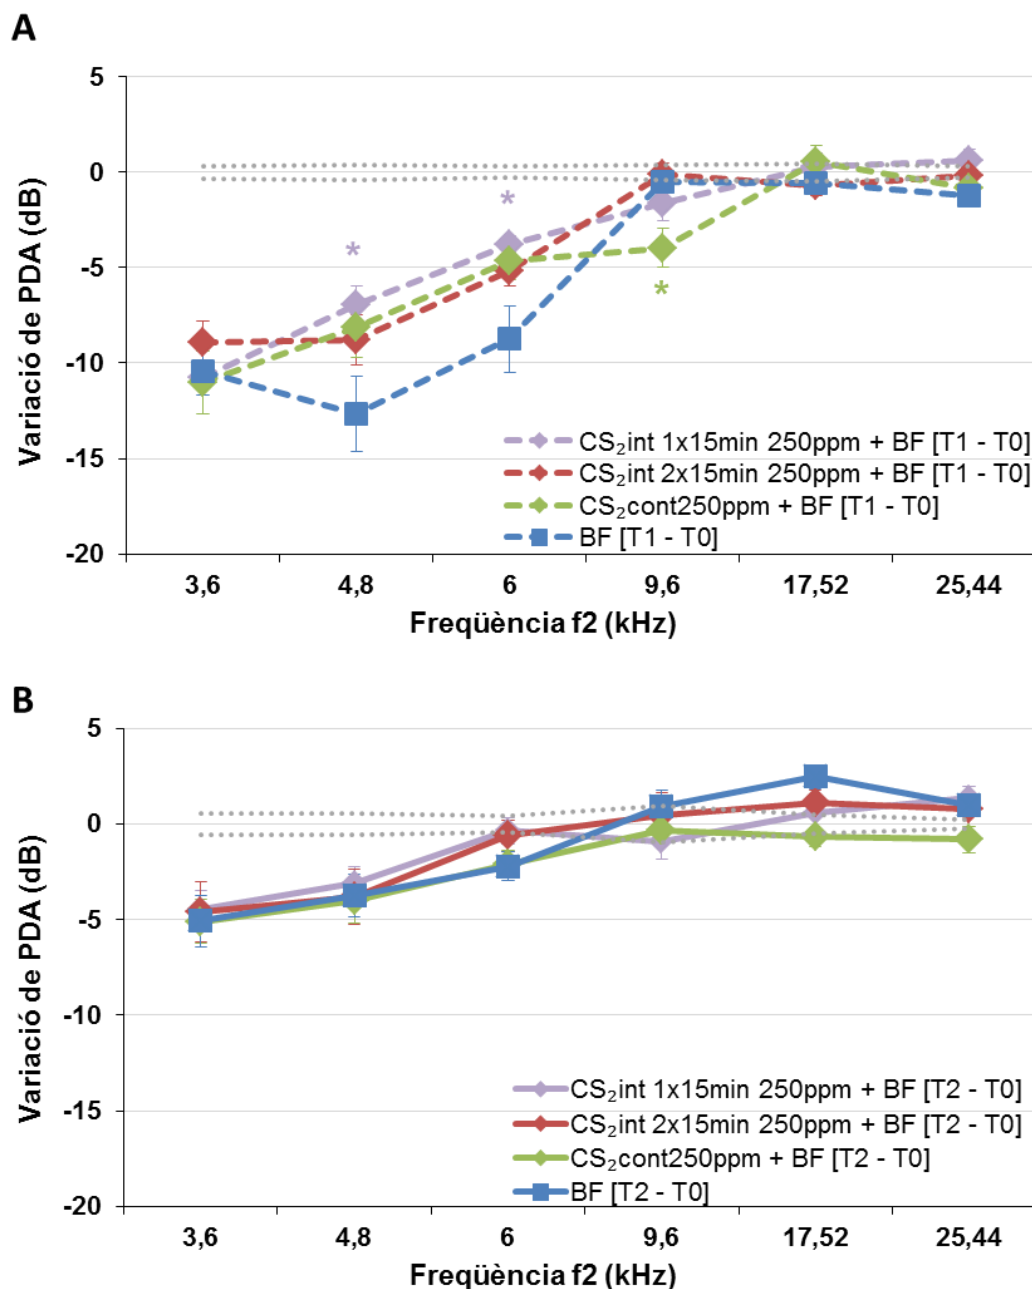 A
5
0
-5
-10
-15
-20
Variació de PDA (dB)
*
*
*
CS₂int 1x15min 250ppm + BF [T1 - T0]
CS₂int 2x15min 250ppm + BF [T1 - T0]
CS₂cont250ppm + BF [T1 - T0]
BF [T1 - T0]
3,6 4,8 6 9,6 17,52 25,44
Freqüència f2 (kHz)
B
5
0
-5
-10
-15
-20
Variació de PDA (dB)
CS₂int 1x15min 250ppm + BF [T2 - T0]
CS₂int 2x15min 250ppm + BF [T2 - T0]
CS₂cont250ppm + BF [T2 - T0]
BF [T2 - T0]
3,6 4,8 6 9,6 17,52 25,44
Freqüència f2 (kHz)